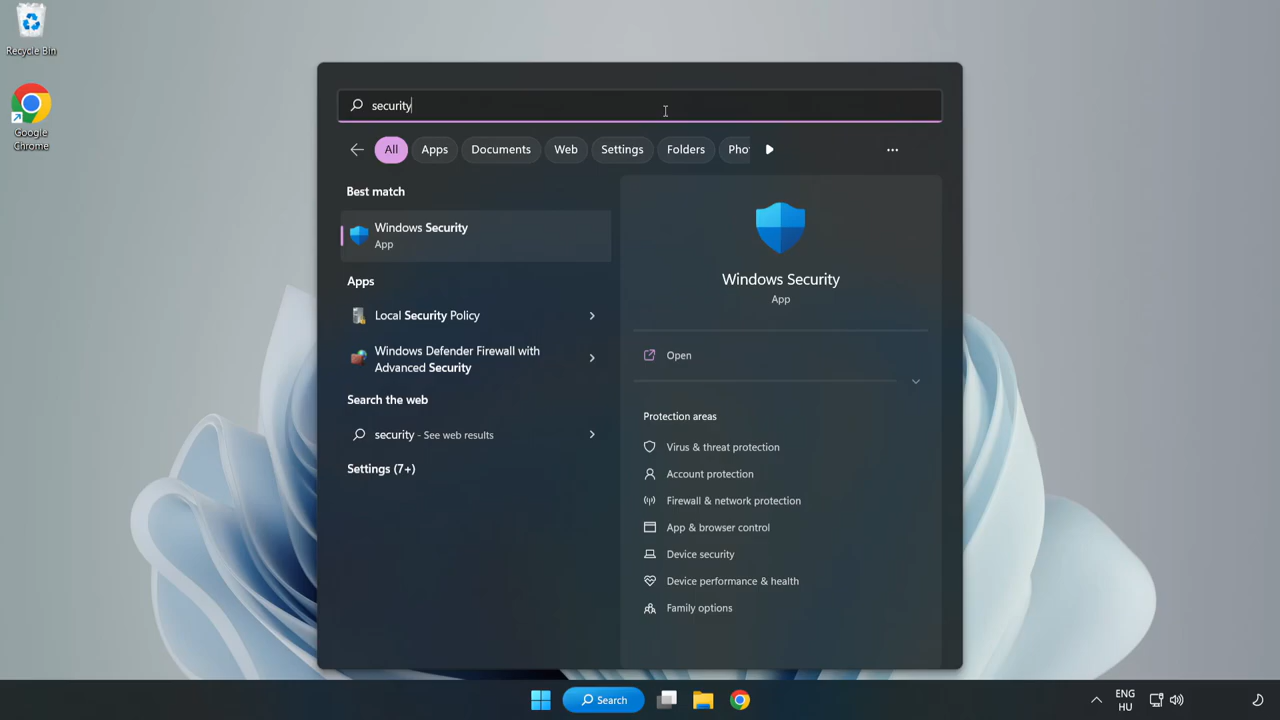 Recycle Bin
Google
Chrome
security
All
Apps
Documents
Web
Settings
Folders
Pho
Best match
Windows Security
App
Apps
Local Security Policy
Windows Defender Firewall with
Advanced Security
Search the web
security - See web results
Settings (7+)
Windows Security
App
Open
Protection areas
Virus & threat protection
Account protection
Firewall & network protection
App & browser control
Device security
Device performance & health
Family options
Search
ENG
HU